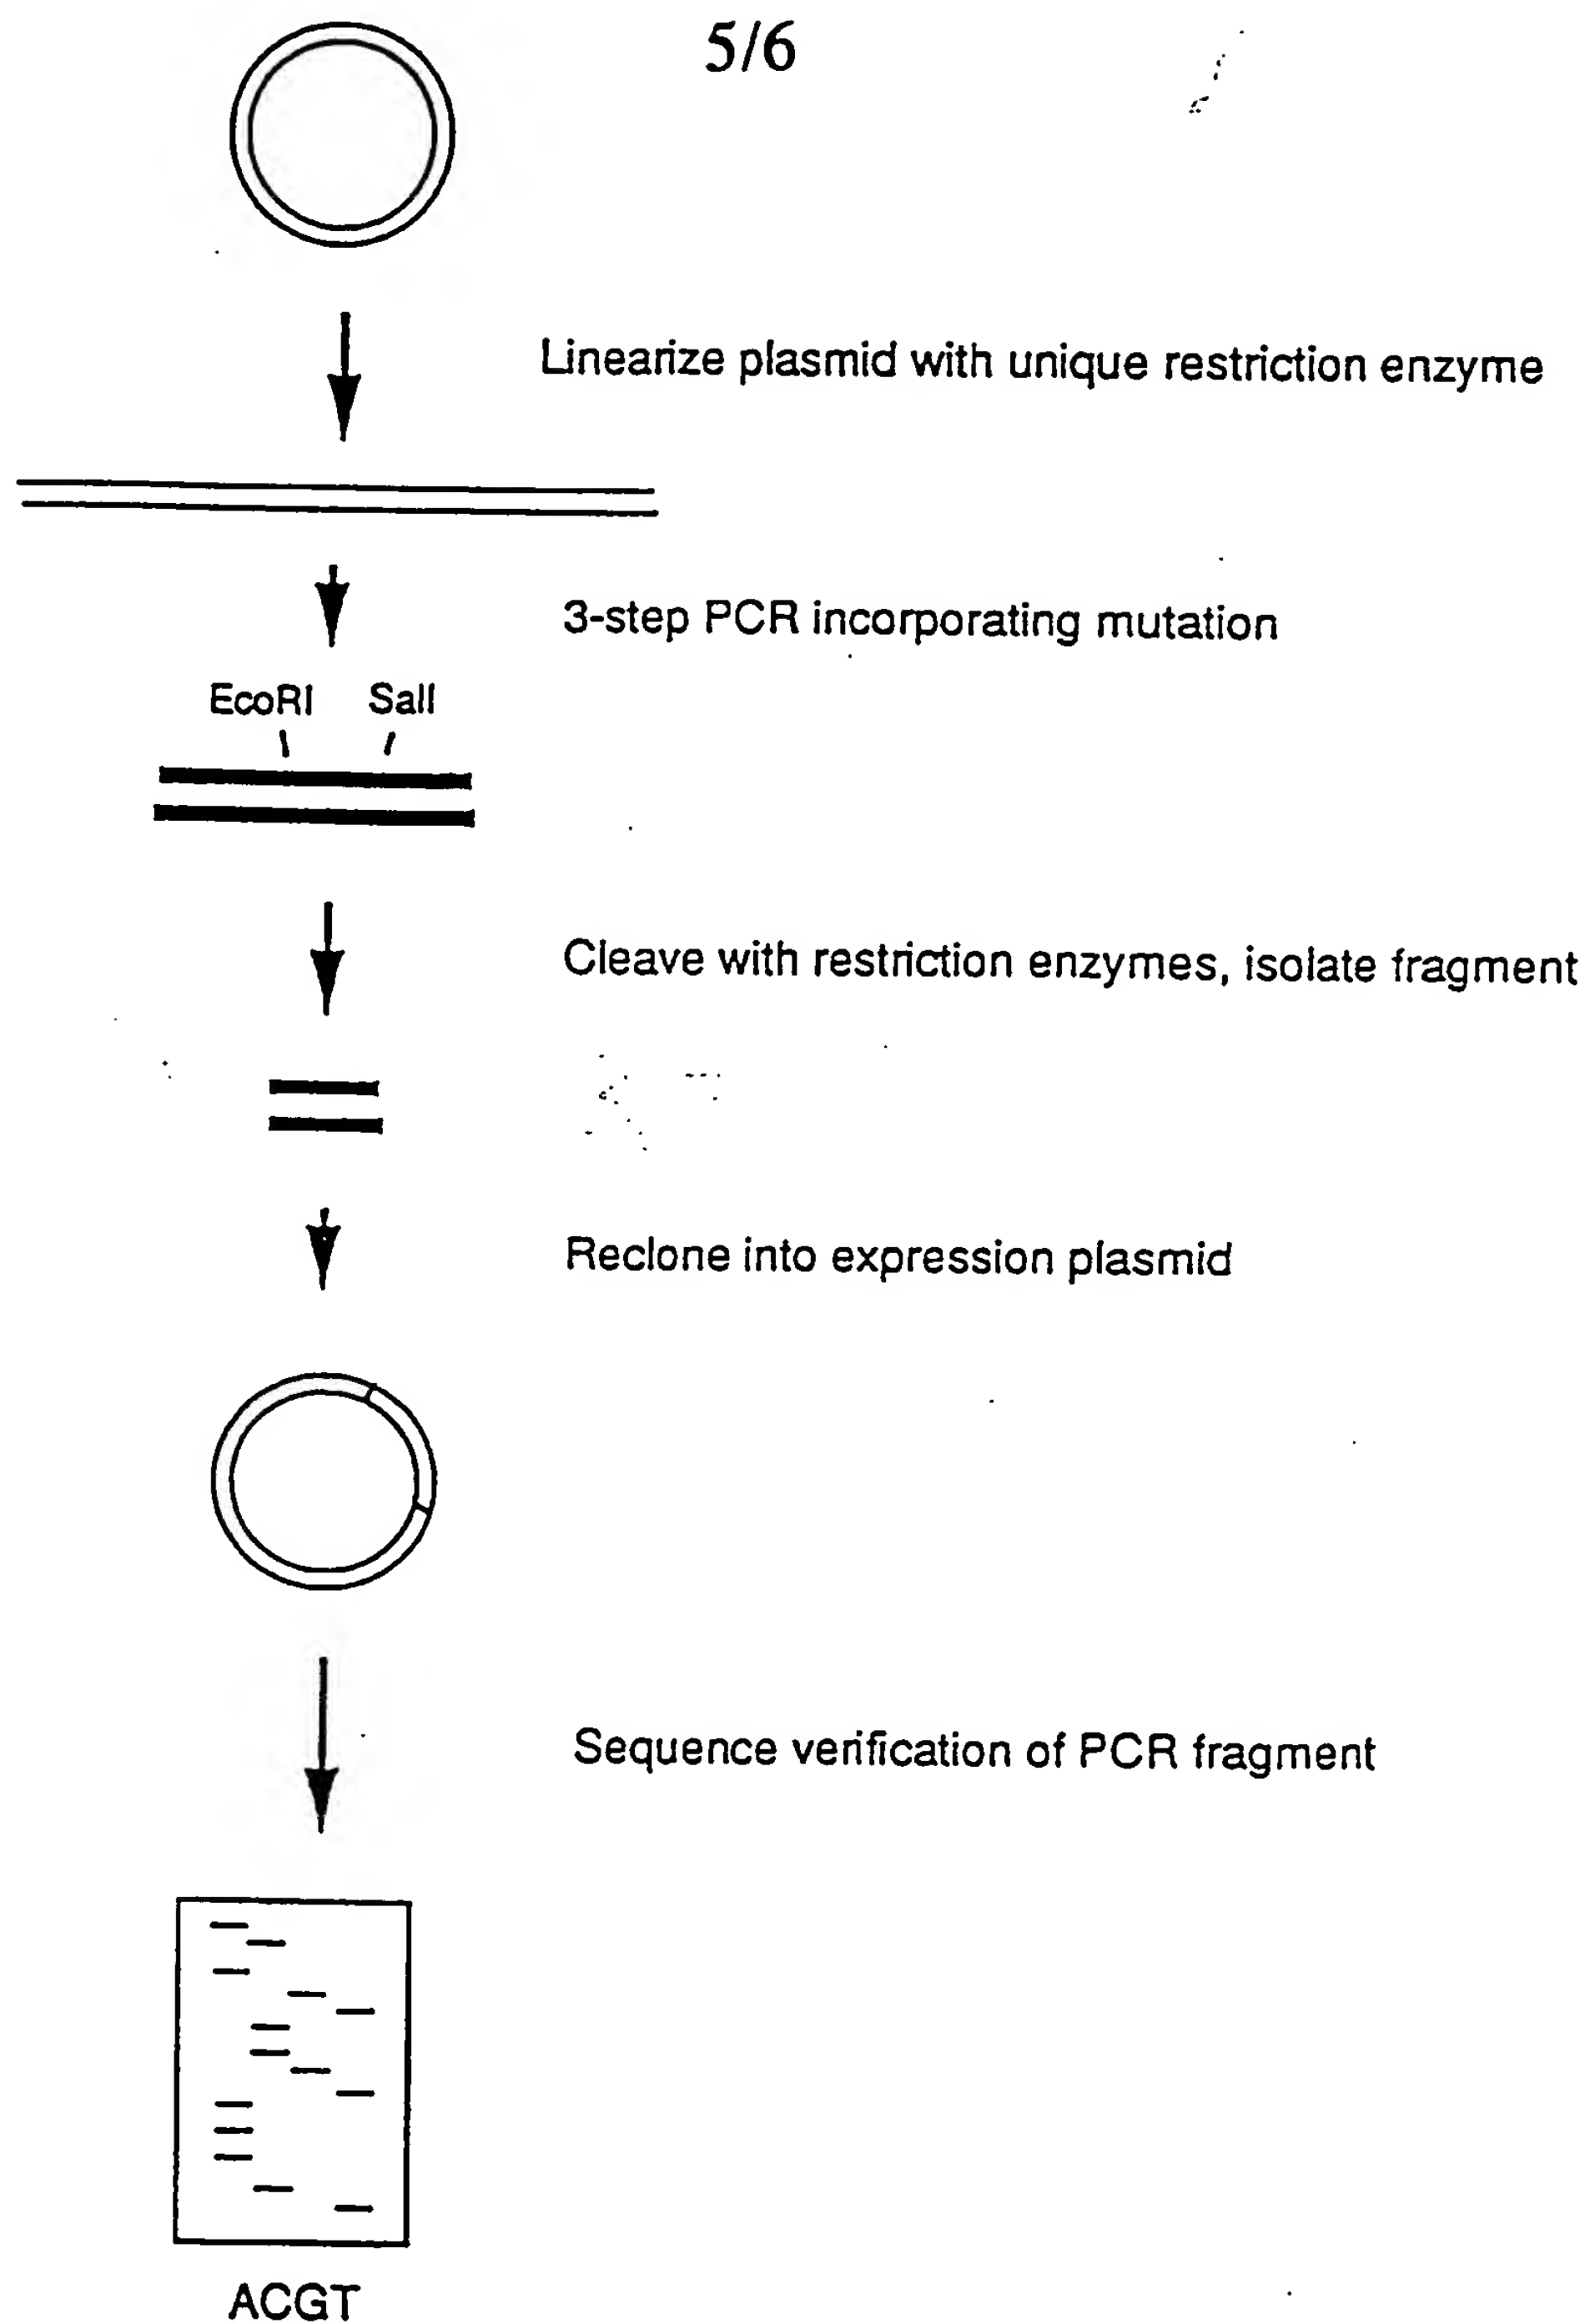 5/6
Linearize plasmid with unique restriction enzyme
3-step PCR incorporating mutation
EcoRI SalI
Cleave with restriction enzymes, isolate fragment
Reclone into expression plasmid
Sequence verification of PCR fragment
ACGT